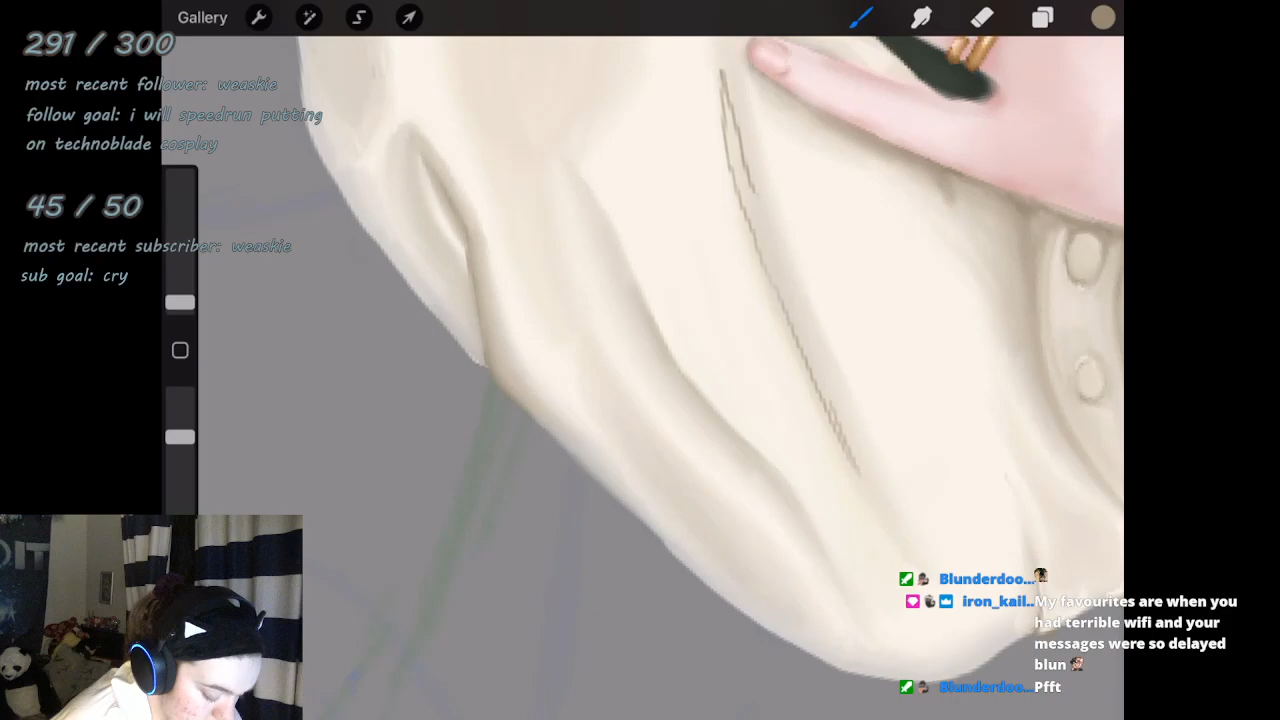 Gallery
291 / 300
most recent follower: weaskie
follow goal: i will speedrun putting
on technoblade cosplay
45 / 50
most recent subscriber: weaskie
sub goal: cry
Blunderdoo...
iron_kail.. My favourites are when you
had terrible wifi and your
messages were so delayed
blun
Blunderdoo... Pfft